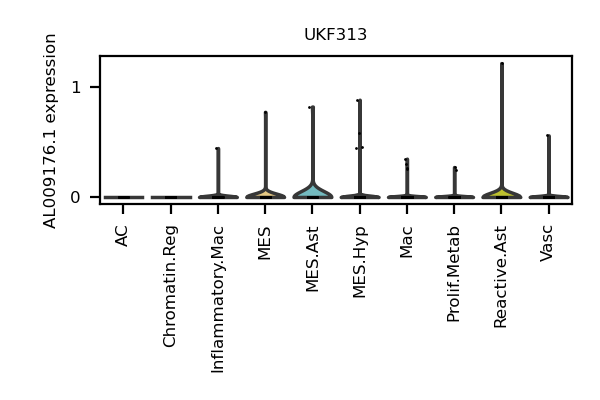 UKF313
AL009176.1 expression
1
0
AC
Chromatin.Reg
Inflammatory.Mac
MES
MES.Ast
MES.Hyp
Mac
Prolif.Metab
Reactive.Ast
Vasc